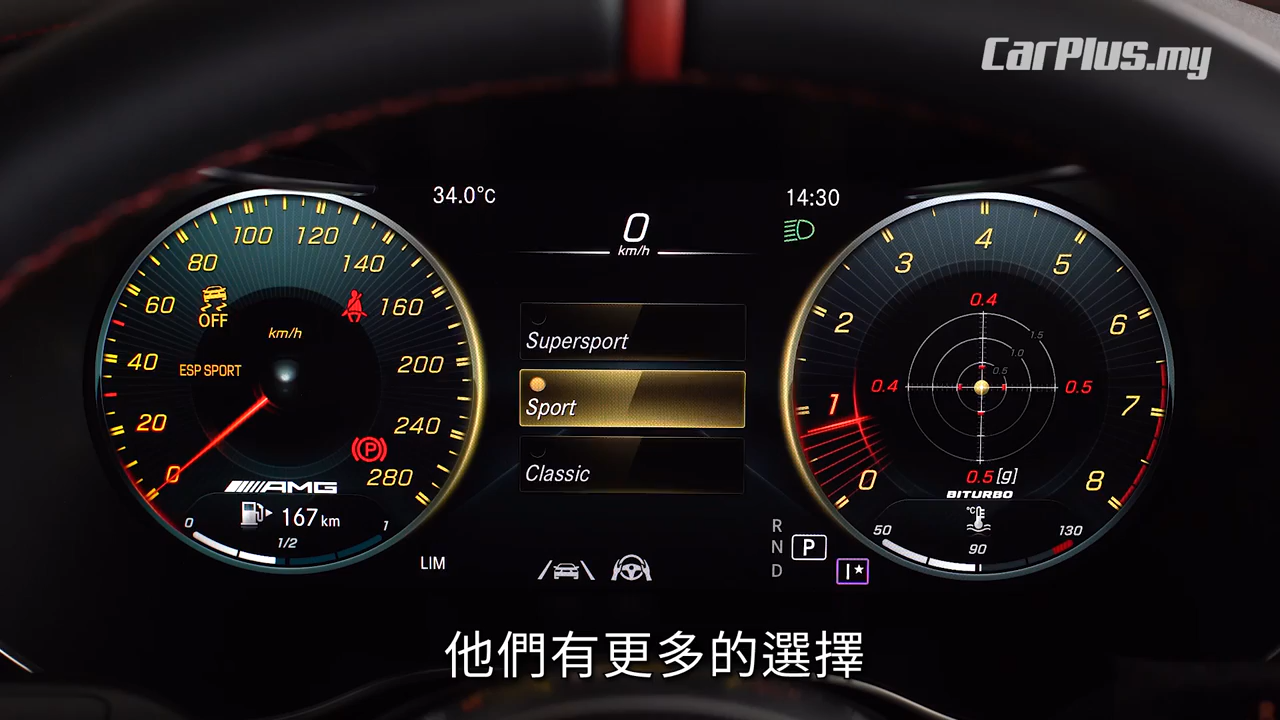 CarPlus.my
34.0°C
14:30
0
km/h
0
20
40
60
80
100
120
140
160
200
240
280
OFF
km/h
ESP SPORT
P
AMG
167 km
0
1/2
1
LIM
Supersport
Sport
Classic
R
N
D
P
I★
0
1
2
3
4
5
6
7
8
0.4
0.4
0.5
0.5 [g]
0.5
1.0
1.5
BITURBO
°C
50
90
130
他們有更多的選擇